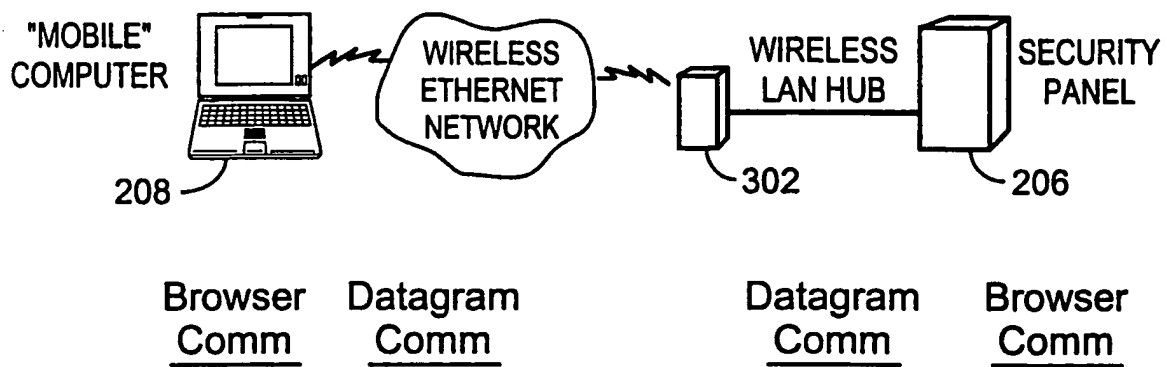 "MOBILE"
COMPUTER
WIRELESS
ETHERNET
NETWORK
WIRELESS
LAN HUB
SECURITY
PANEL
208
302
206
Browser
Comm
Datagram
Comm
Datagram
Comm
Browser
Comm